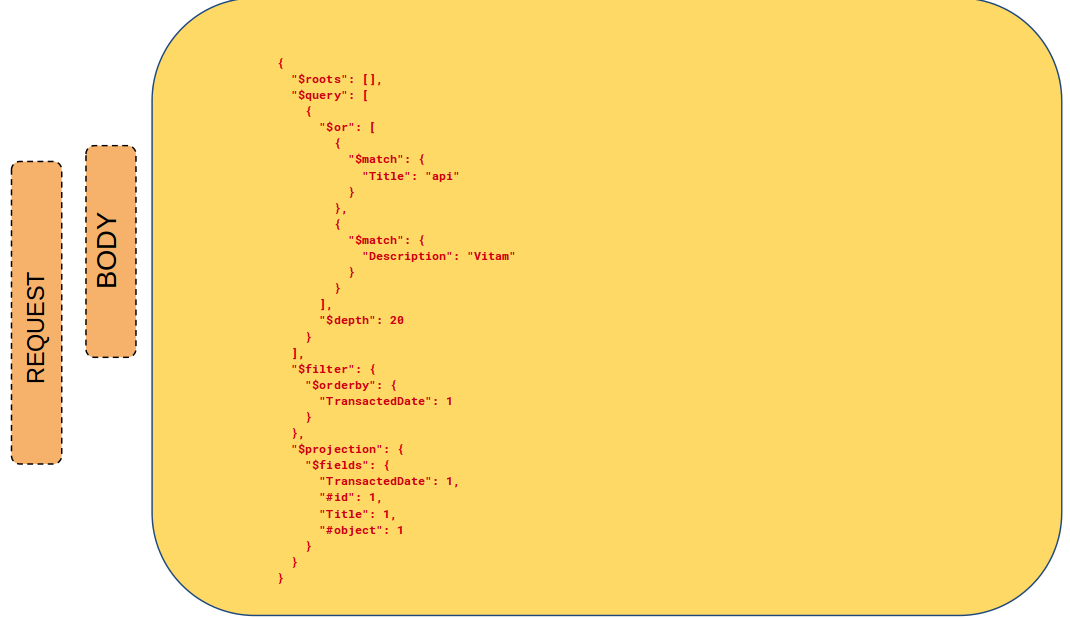 REQUEST
BODY
{
"$roots": [],
"$query": [
{
"$or": [
{
"$match": {
"Title": "api"
}
},
{
"$match": {
"Description": "Vitam"
}
}
],
"$depth": 20
}
],
"$filter": {
"$orderby": {
"TransactedDate": 1
}
},
"$projection": {
"$fields": {
"TransactedDate": 1,
"#id": 1,
"Title": 1,
"#object": 1
}
}
}